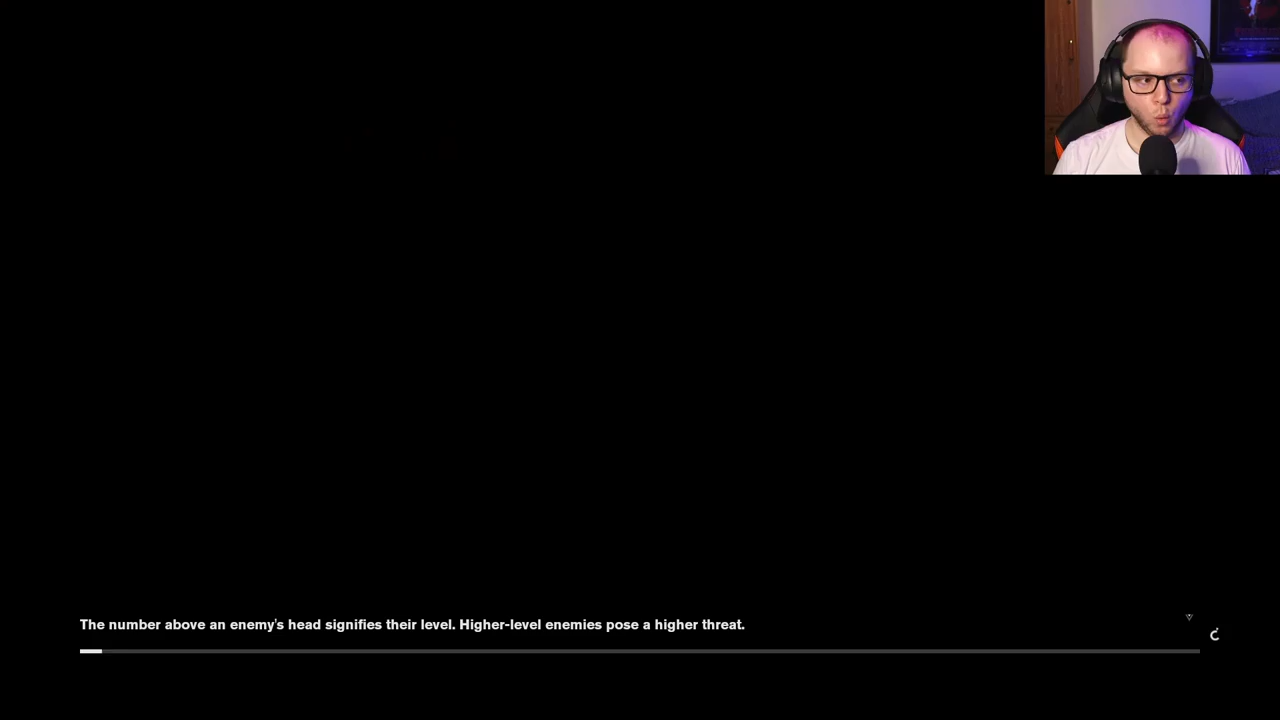 The number above an enemy's head signifies their level. Higher-level enemies pose a higher threat.